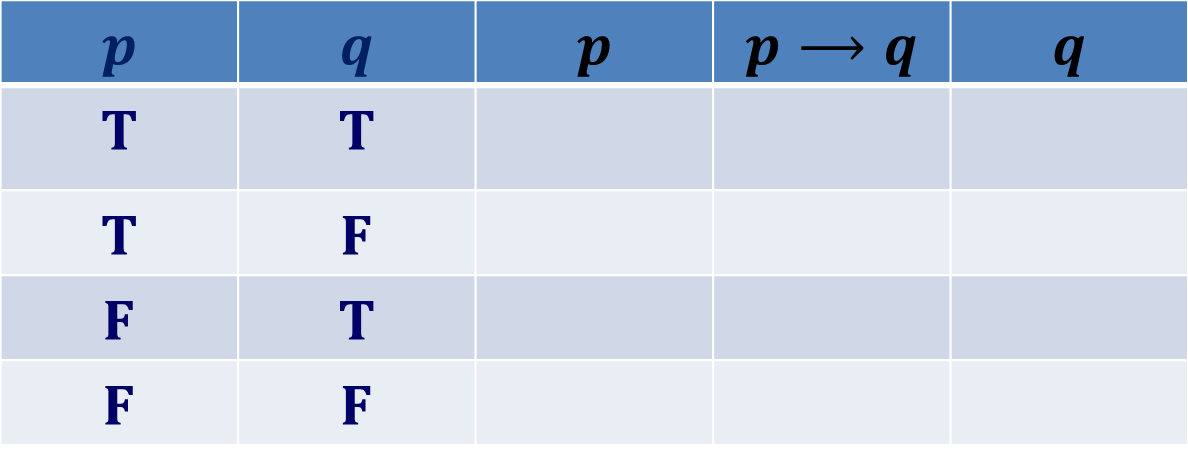 p q p p ⟶ q q
T T
T F
F T
F F